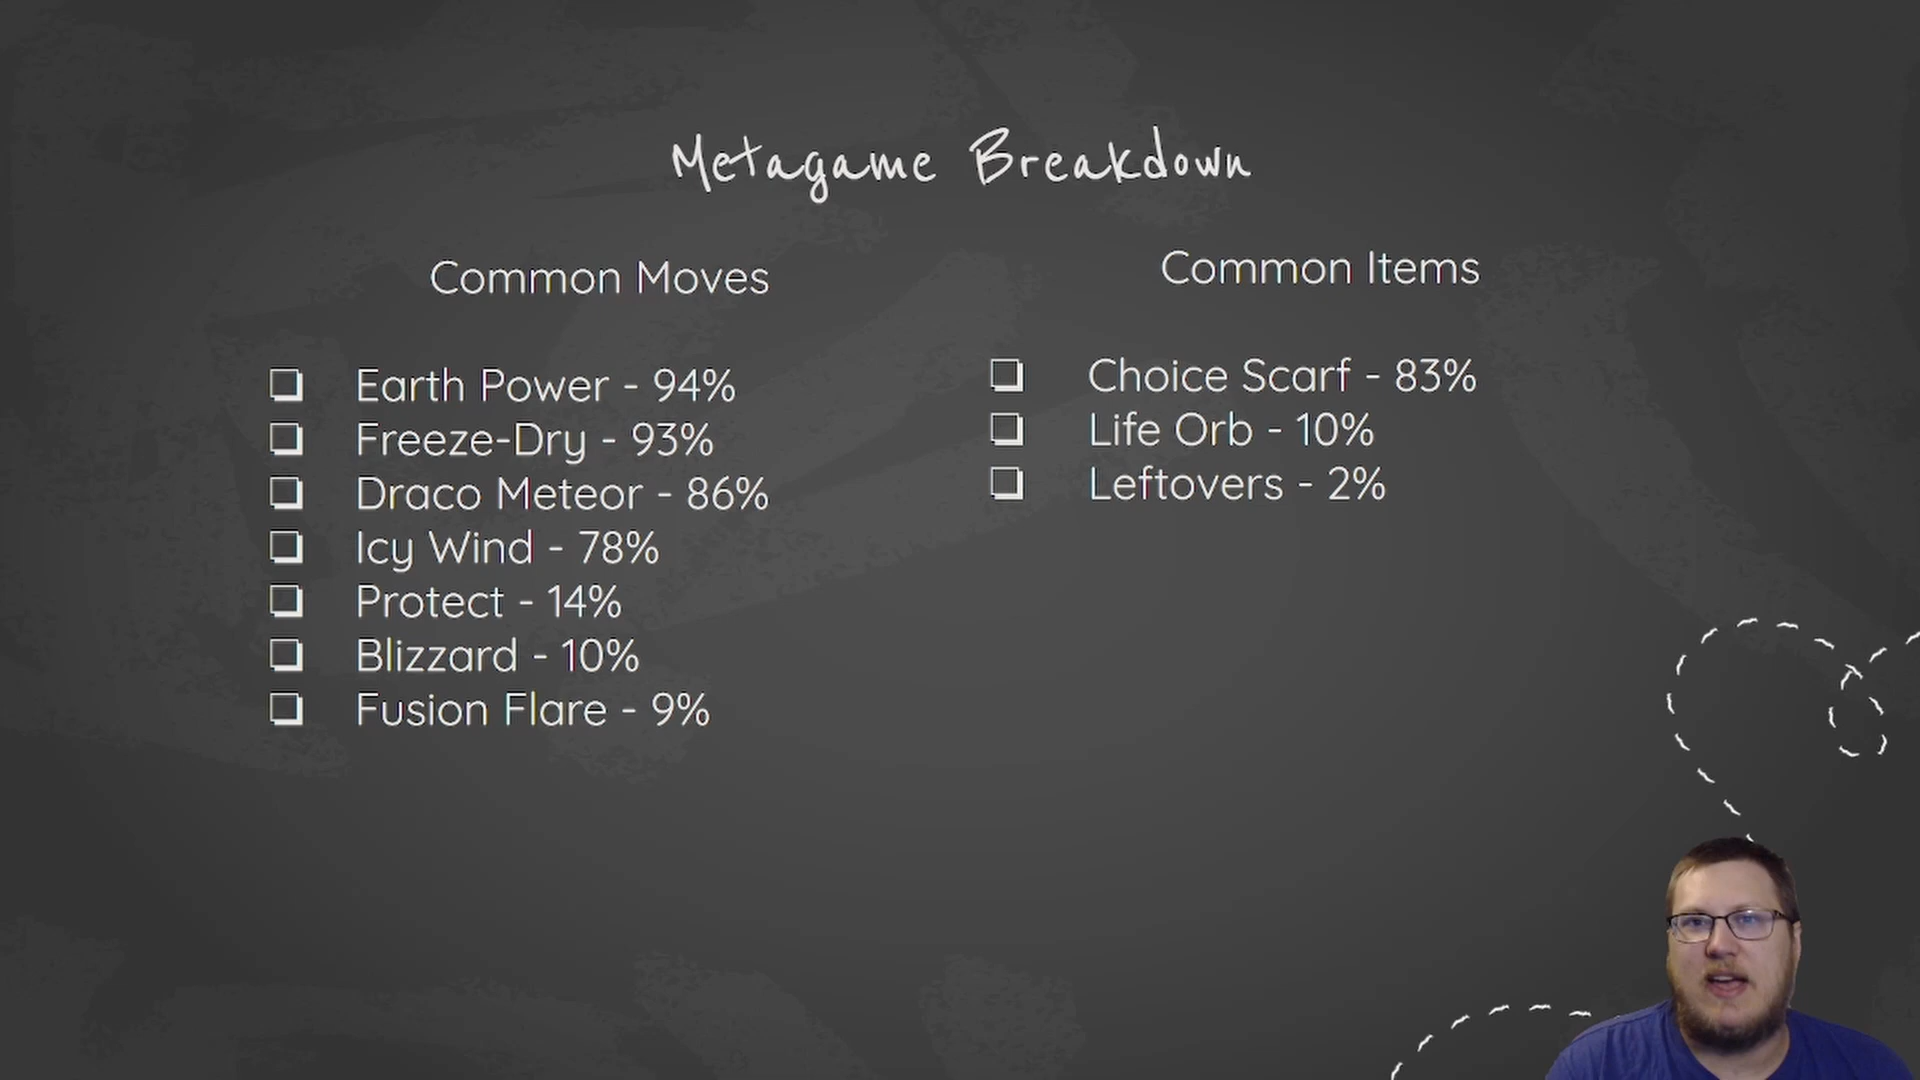 Metagame Breakdown
Common Moves
Earth Power - 94%
Freeze-Dry - 93%
Draco Meteor - 86%
Icy Wind - 78%
Protect - 14%
Blizzard - 10%
Fusion Flare - 9%
Common Items
Choice Scarf - 83%
Life Orb - 10%
Leftovers - 2%